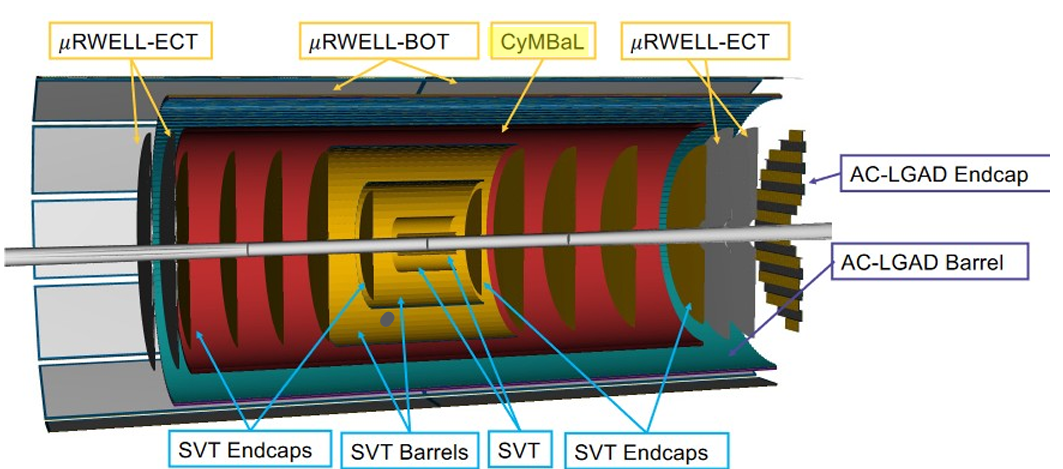 μRWELL-ECT
μRWELL-BOT
CyMBaL
μRWELL-ECT
AC-LGAD Endcap
AC-LGAD Barrel
SVT Endcaps
SVT Barrels
SVT
SVT Endcaps